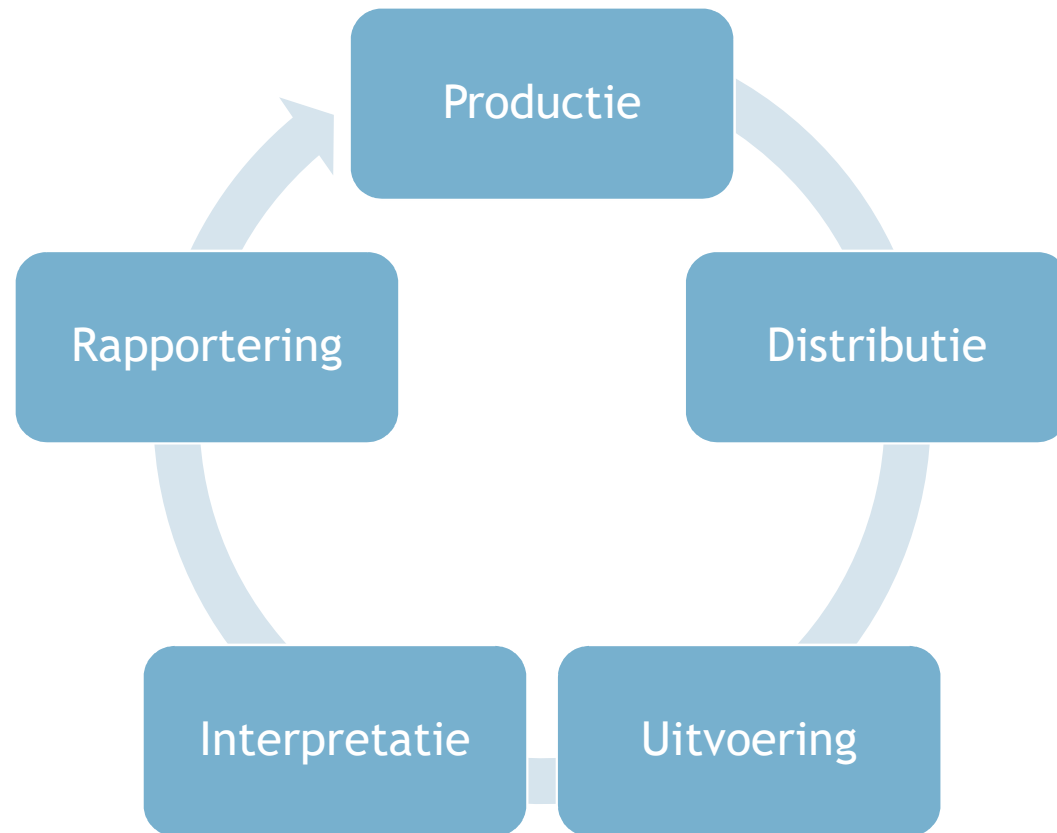 Productie
Distributie
Uitvoering
Interpretatie
Rapportering